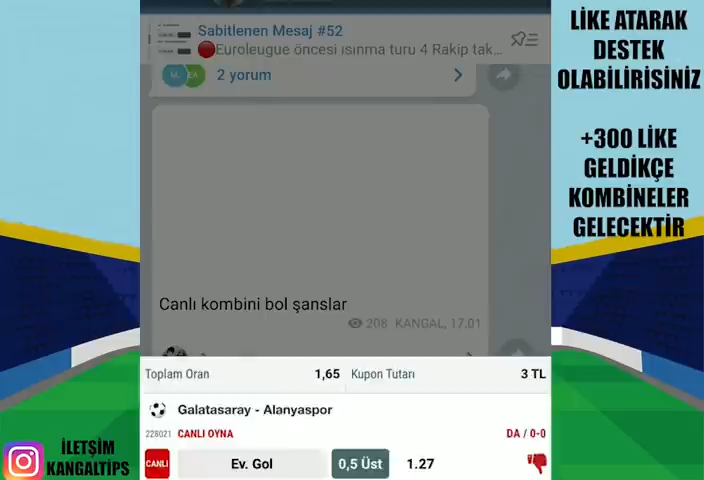 Sabitlenen Mesaj #52
Euroleugue öncesi ısınma turu 4 Rakip tak...
M. EA 2 yorum
Canlı kombini bol şanslar
208 KANGAL, 17.01
Toplam Oran 1,65 Kupon Tutarı 3 TL
Galatasaray - Alanyaspor
228021 CANLI OYNA DA / 0-0
CANLI Ev. Gol 0,5 Üst 1.27
LİKE ATARAK
DESTEK
OLABİLİRİSİNİZ
+300 LİKE
GELDİKÇE
KOMBİNELER
GELECEKTİR
İLETŞİM
KANGALTİPS